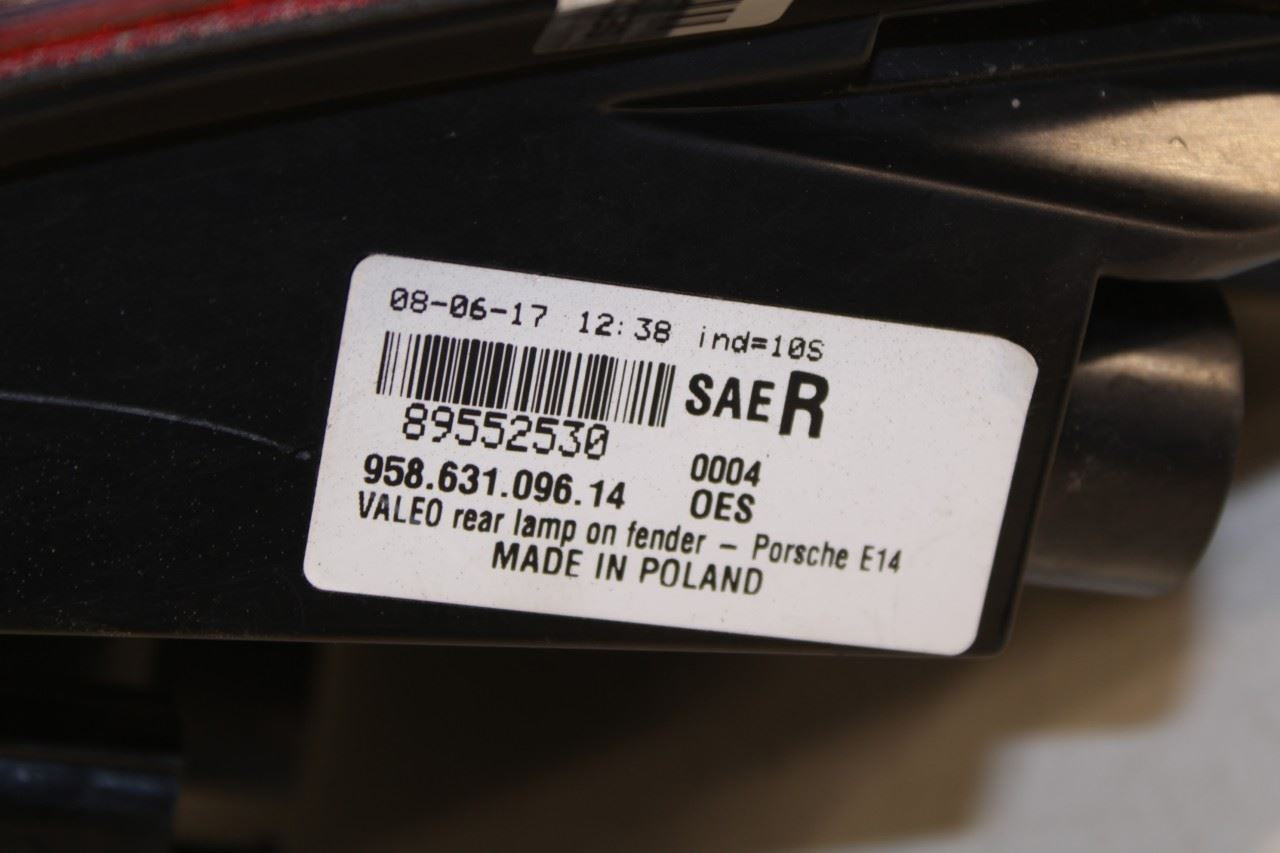 08-06-17 12:38 ind=10S
SAE R
89552530
958.631.096.14 0004
OES
VALEO rear lamp on fender - Porsche E14
MADE IN POLAND